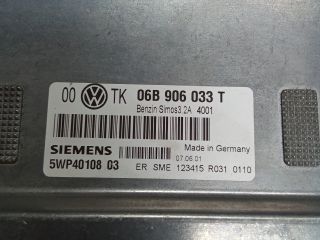 00 TK 06B 906 033 T
Benzin Simos3.2A 4001
Made in Germany
SIEMENS 07.06.01
5WP40108 03 ER SME 123415 R031 0110